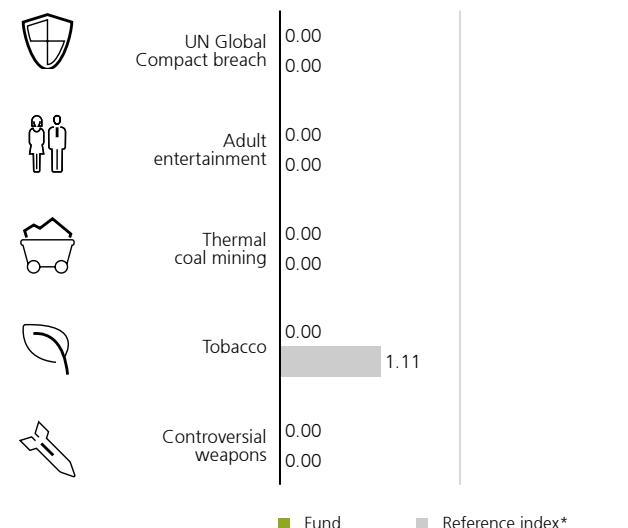 UN Global
Compact breach
0.00
0.00
Adult
entertainment
0.00
0.00
Thermal
coal mining
0.00
0.00
Tobacco
0.00
1.11
Controversial
weapons
0.00
0.00
Fund
Reference index*